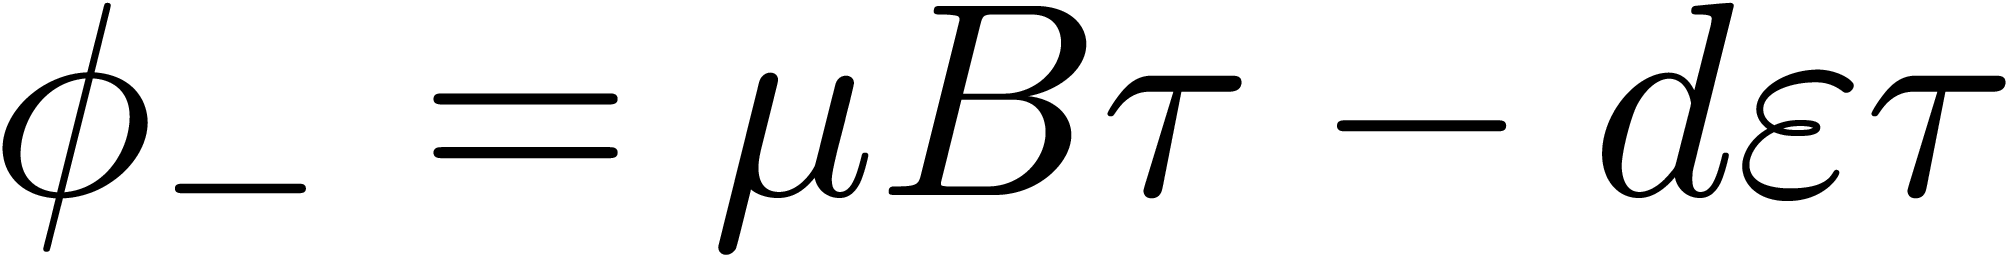 ϕ₋ = μBτ − dετ